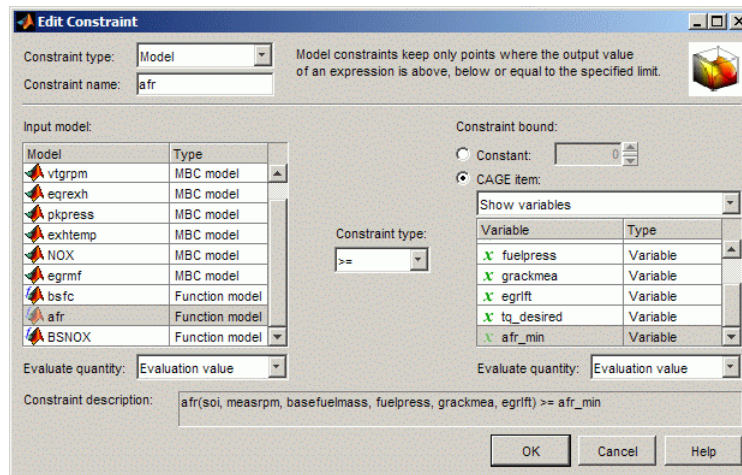 Edit Constraint
Constraint type: Model
Model constraints keep only points where the output value
of an expression is above, below or equal to the specified limit.
Constraint name: afr
Input model:
Model Type
vtgrpm MBC model
eqrexh MBC model
pkpress MBC model
exhtemp MBC model
NOX MBC model
egrmf MBC model
bsfc Function model
afr Function model
BSNOX Function model
Evaluate quantity: Evaluation value
Constraint type:
>=
Constraint bound:
Constant: 0
CAGE item:
Show variables
Variable Type
x fuelpress Variable
x grackmea Variable
x egrlft Variable
x tq_desired Variable
x afr_min Variable
Evaluate quantity: Evaluation value
Constraint description: afr(soi, measrpm, basefuelmass, fuelpress, grackmea, egrlft) >= afr_min
OK Cancel Help